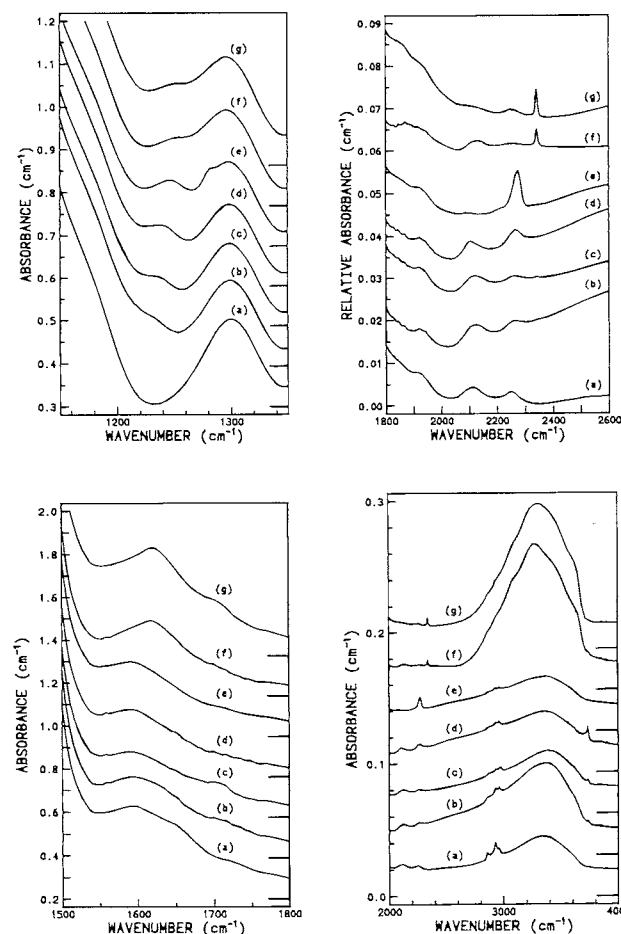 1.2
1.1
1.0
0.9
0.8
0.7
0.6
0.5
0.4
0.3
ABSORBANCE (cm⁻¹)
(g)
(f)
(e)
(d)
(c)
(b)
(a)
1200
1300
WAVENUMBER (cm⁻¹)
0.09
0.08
0.07
0.06
0.05
0.04
0.03
0.02
0.01
0.00
RELATIVE ABSORBANCE (cm⁻¹)
(g)
(f)
(e)
(d)
(c)
(b)
(a)
1800
2000
2200
2400
2600
WAVENUMBER (cm⁻¹)
2.0
1.8
1.6
1.4
1.2
1.0
0.8
0.6
0.4
0.2
ABSORBANCE (cm⁻¹)
(g)
(f)
(e)
(d)
(c)
(b)
(a)
1500
1600
1700
1800
WAVENUMBER (cm⁻¹)
0.3
0.2
0.1
0.0
ABSORBANCE (cm⁻¹)
(g)
(f)
(e)
(d)
(c)
(b)
(a)
2000
3000
WAVENUMBER (cm⁻¹)